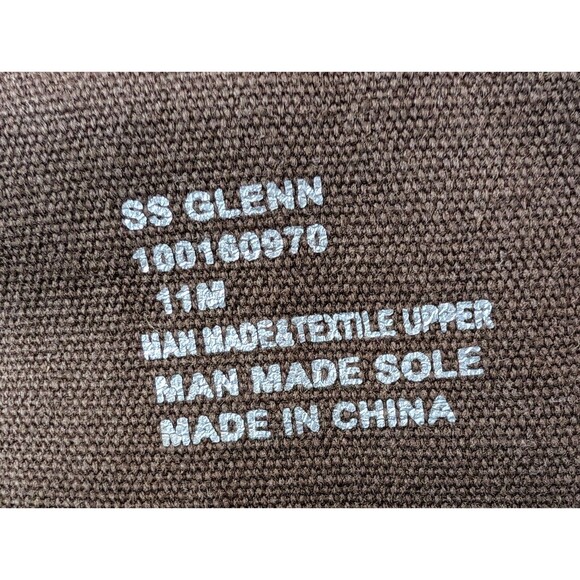 SS GLENN
100160970
11M
MAN MADE&TEXTILE UPPER
MAN MADE SOLE
MADE IN CHINA